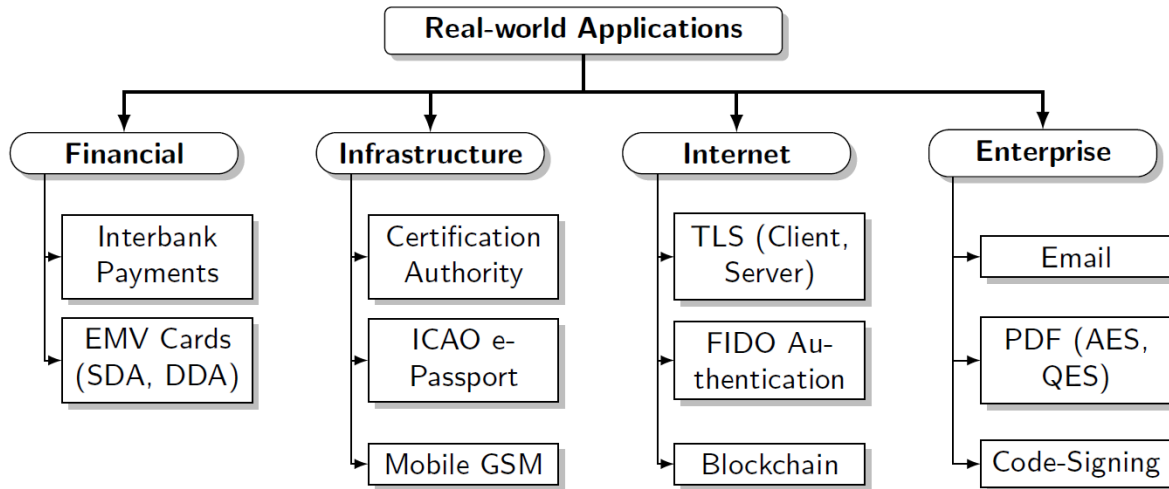 Real-world Applications
Financial
Infrastructure
Internet
Enterprise
Interbank
Payments
EMV Cards
(SDA, DDA)
Certification
Authority
ICAO e-
Passport
Mobile GSM
TLS (Client,
Server)
FIDO Au-
thentication
Blockchain
Email
PDF (AES,
QES)
Code-Signing